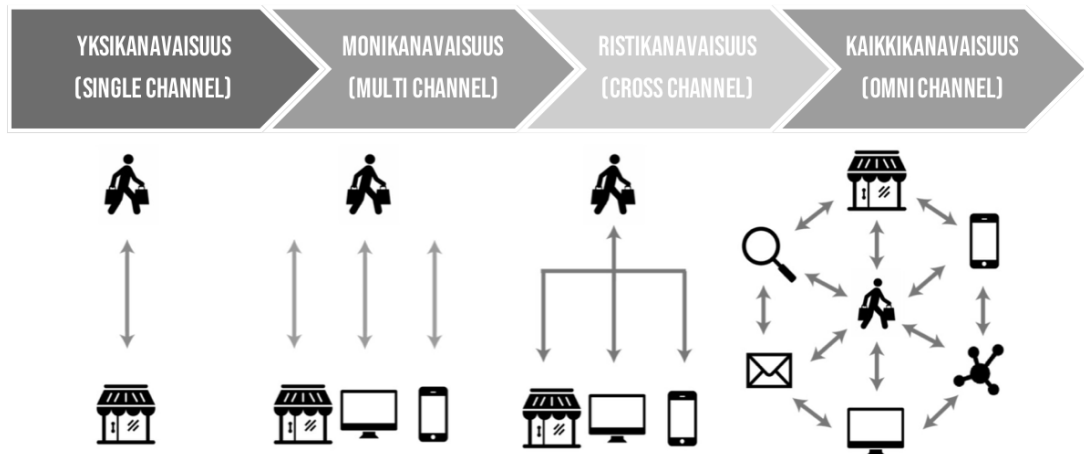 YKSIKANAVAISUUS
(SINGLE CHANNEL)
MONIKANAVAISUUS
(MULTI CHANNEL)
RISTIKANAVAISUUS
(CROSS CHANNEL)
KAIKKIKANAVAISUUS
(OMNI CHANNEL)